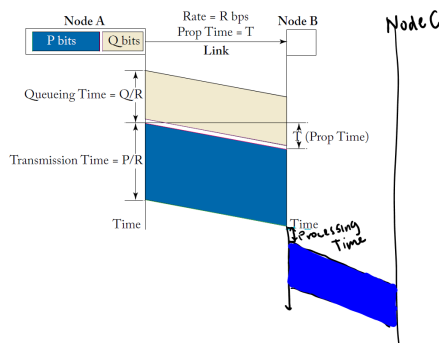 Node A
Rate = R bps
Prop Time = T
Link
Node B
Node C
P bits
Q bits
Queueing Time = Q/R
T (Prop Time)
Transmission Time = P/R
Time
Time
Processing
Time